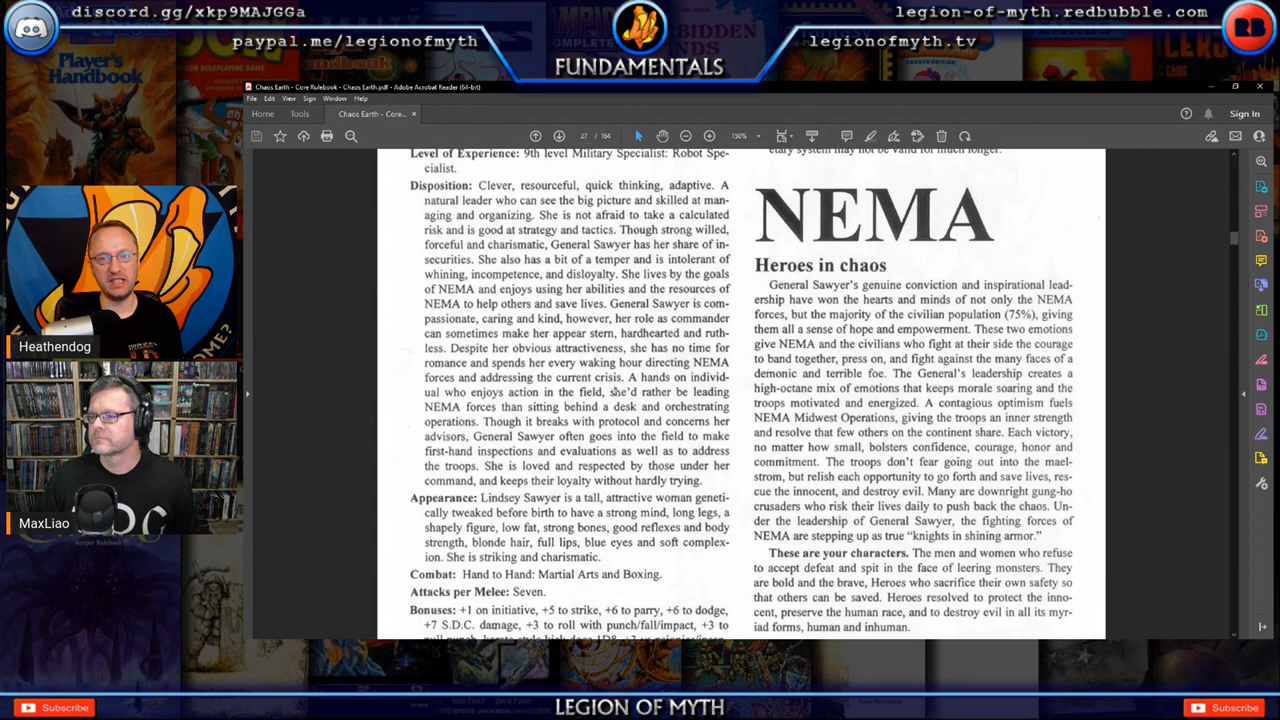 discord.gg/xkp9MAJGGa
paypal.me/legionofmyth
legion-of-myth.redbubble.com
legionofmyth.tv
FUNDAMENTALS
Player's
Handbook
Chaos Earth - Core Rulebook - Chaos Earth.pdf - Adobe Acrobat Reader (64-bit)
File Edit View Sign Window Help
Home Tools Chaos Earth - Core... ×
Sign In
27 / 164
150%
Level of Experience: 9th level Military Specialist: Robot Spe-
cialist.
Disposition: Clever, resourceful, quick thinking, adaptive. A
natural leader who can see the big picture and skilled at man-
aging and organizing. She is not afraid to take a calculated
risk and is good at strategy and tactics. Though strong willed,
forceful and charismatic, General Sawyer has her share of in-
securities. She also has a bit of a temper and is intolerant of
whining, incompetence, and disloyalty. She lives by the goals
of NEMA and enjoys using her abilities and the resources of
NEMA to help others and save lives. General Sawyer is com-
passionate, caring and kind, however, her role as commander
can sometimes make her appear stern, hardhearted and ruth-
less. Despite her obvious attractiveness, she has no time for
romance and spends her every waking hour directing NEMA
forces and addressing the current crisis. A hands on individ-
ual who enjoys action in the field, she'd rather be leading
NEMA forces than sitting behind a desk and orchestrating
operations. Though it breaks with protocol and concerns her
advisors, General Sawyer often goes into the field to make
first-hand inspections and evaluations as well as to address
the troops. She is loved and respected by those under her
command, and keeps their loyalty without hardly trying.
Appearance: Lindsey Sawyer is a tall, attractive woman geneti-
cally tweaked before birth to have a strong mind, long legs, a
shapely figure, low fat, strong bones, good reflexes and body
strength, blonde hair, full lips, blue eyes and soft complex-
ion. She is striking and charismatic.
Combat: Hand to Hand: Martial Arts and Boxing.
Attacks per Melee: Seven.
Bonuses: +1 on initiative, +5 to strike, +6 to parry, +6 to dodge,
+7 S.D.C. damage, +3 to roll with punch/fall/impact, +3 to
etary system may not be valid for much longer.
NEMA
Heroes in chaos
General Sawyer's genuine conviction and inspirational lead-
ership have won the hearts and minds of not only the NEMA
forces, but the majority of the civilian population (75%), giving
them all a sense of hope and empowerment. These two emotions
give NEMA and the civilians who fight at their side the courage
to band together, press on, and fight against the many faces of a
demonic and terrible foe. The General's leadership creates a
high-octane mix of emotions that keeps morale soaring and the
troops motivated and energized. A contagious optimism fuels
NEMA Midwest Operations, giving the troops an inner strength
and resolve that few others on the continent share. Each victory,
no matter how small, bolsters confidence, courage, honor and
commitment. The troops don't fear going out into the mael-
strom, but relish each opportunity to go forth and save lives, res-
cue the innocent, and destroy evil. Many are downright gung-ho
crusaders who risk their lives daily to push back the chaos. Un-
der the leadership of General Sawyer, the fighting forces of
NEMA are stepping up as true "knights in shining armor."
These are your characters. The men and women who refuse
to accept defeat and spit in the face of leering monsters. They
are bold and the brave, Heroes who sacrifice their own safety so
that others can be saved. Heroes resolved to protect the inno-
cent, preserve the human race, and to destroy evil in all its myr-
iad forms, human and inhuman.
Heathendog
MaxLiao
Subscribe
LEGION OF MYTH
Subscribe